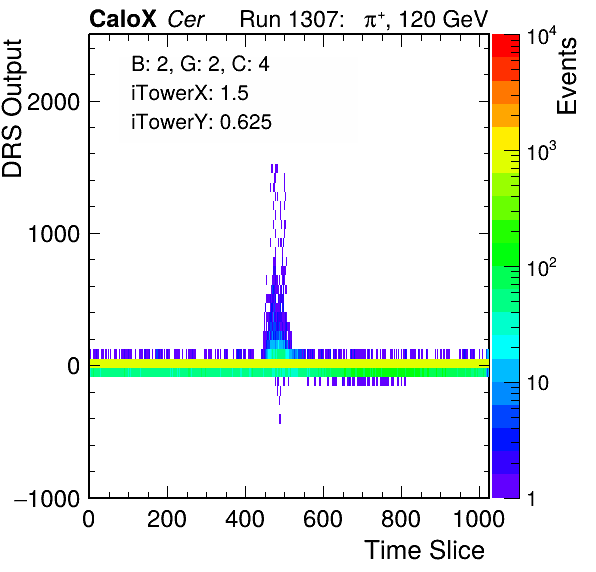 CaloX Cer Run 1307: π⁺, 120 GeV
B: 2, G: 2, C: 4
iTowerX: 1.5
iTowerY: 0.625
DRS Output
2000
1000
0
−1000
0 200 400 600 800 1000
Time Slice
Events
10⁴
10³
10²
10
1